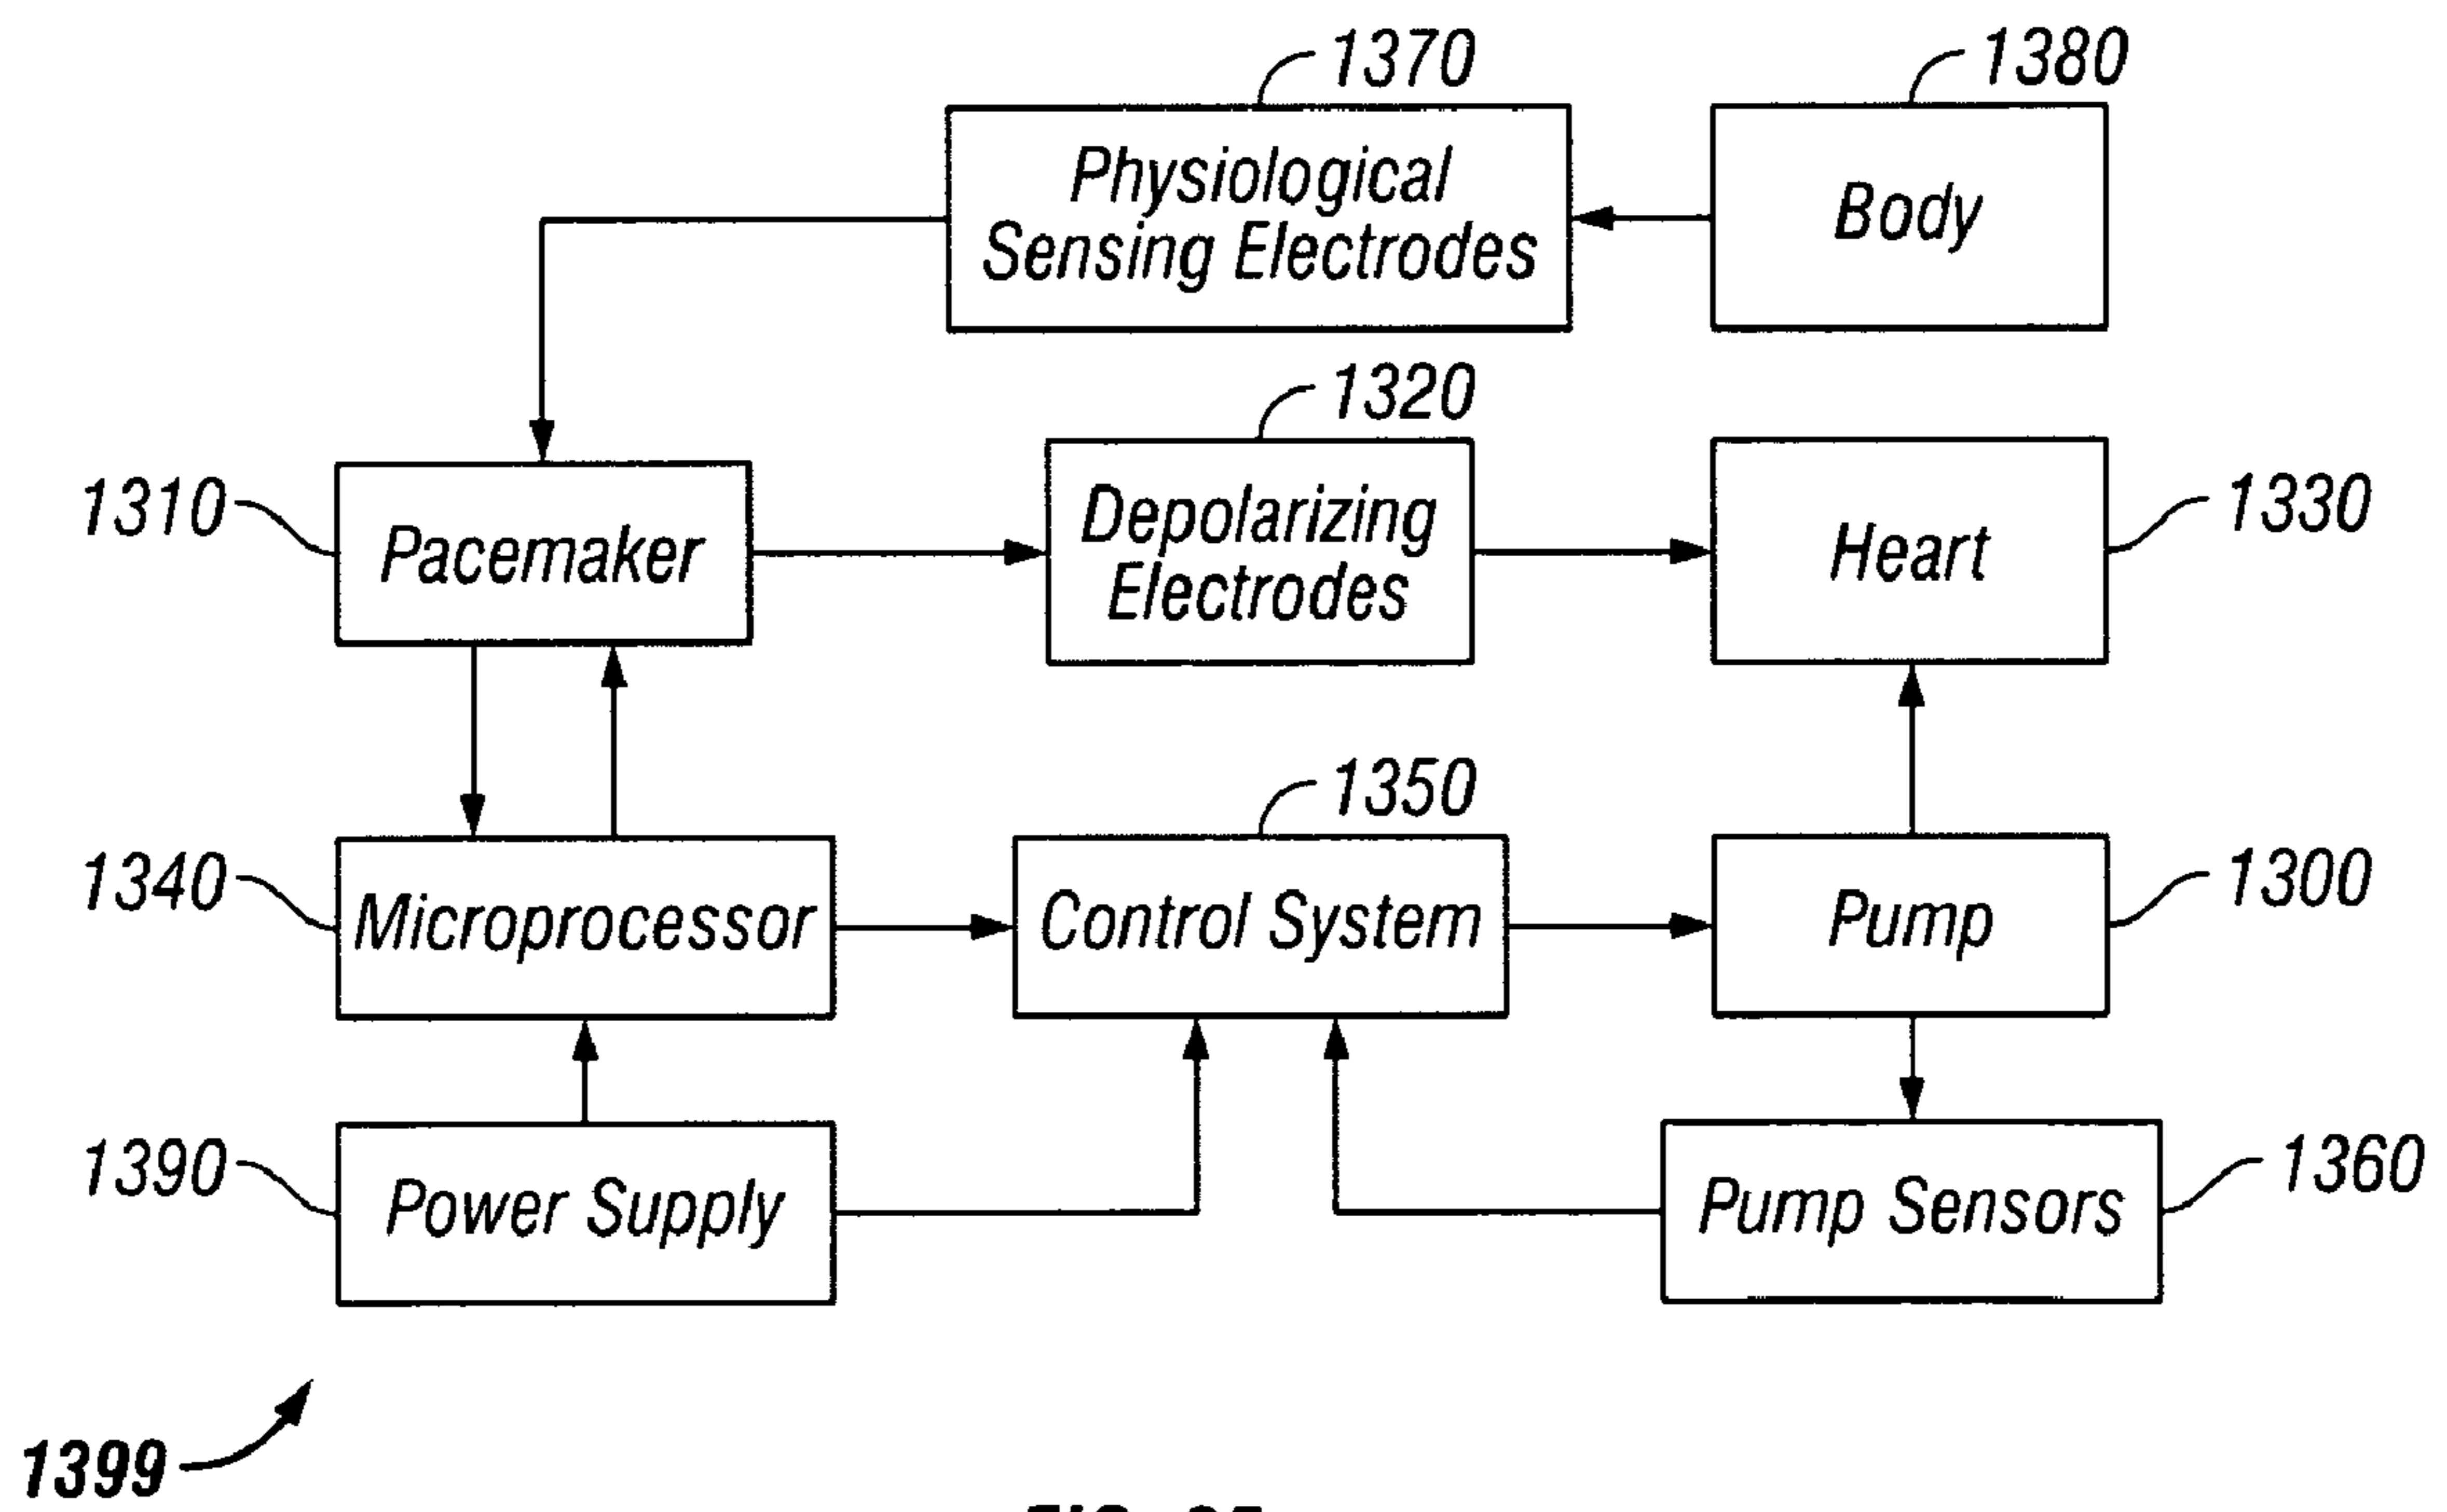 1370
1380
Physiological
Sensing Electrodes
Body
1320
1310
Pacemaker
Depolarizing
Electrodes
Heart
1330
1350
1340
Microprocessor
Control System
Pump
1300
1390
Power Supply
Pump Sensors
1360
1399